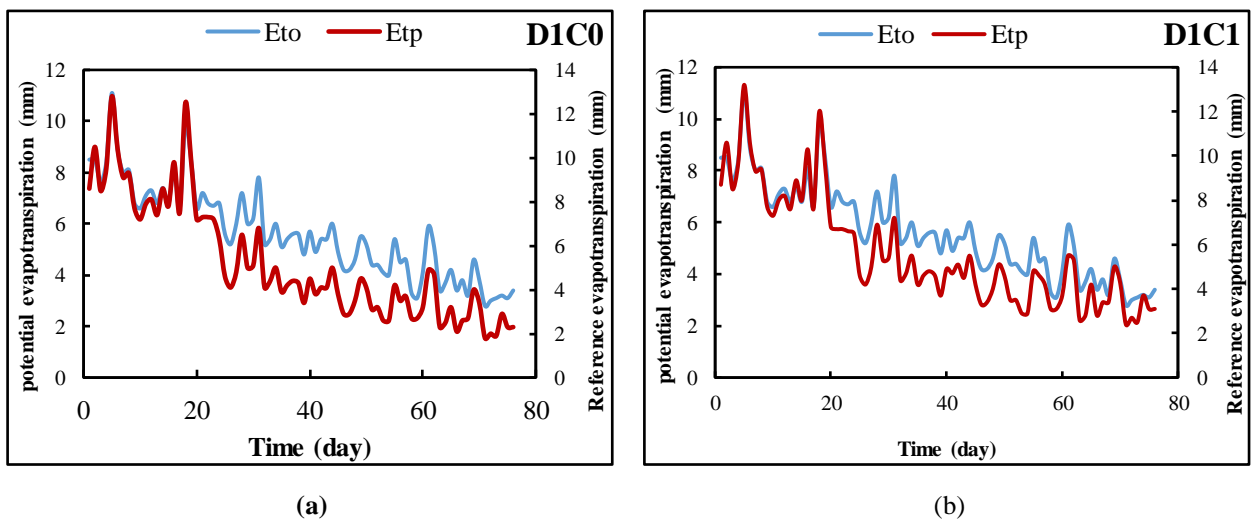 Eto Etp D1C0
potential evapotranspiration (mm)
12
10
8
6
4
2
0
14
12
10
8
6
4
2
0
Reference evapotranspiration (mm)
0 20 40 60 80
Time (day)
(a)
Eto Etp D1C1
potential evapotranspiration (mm)
12
10
8
6
4
2
0
14
12
10
8
6
4
2
0
Reference evapotranspiration (mm)
0 20 40 60 80
Time (day)
(b)